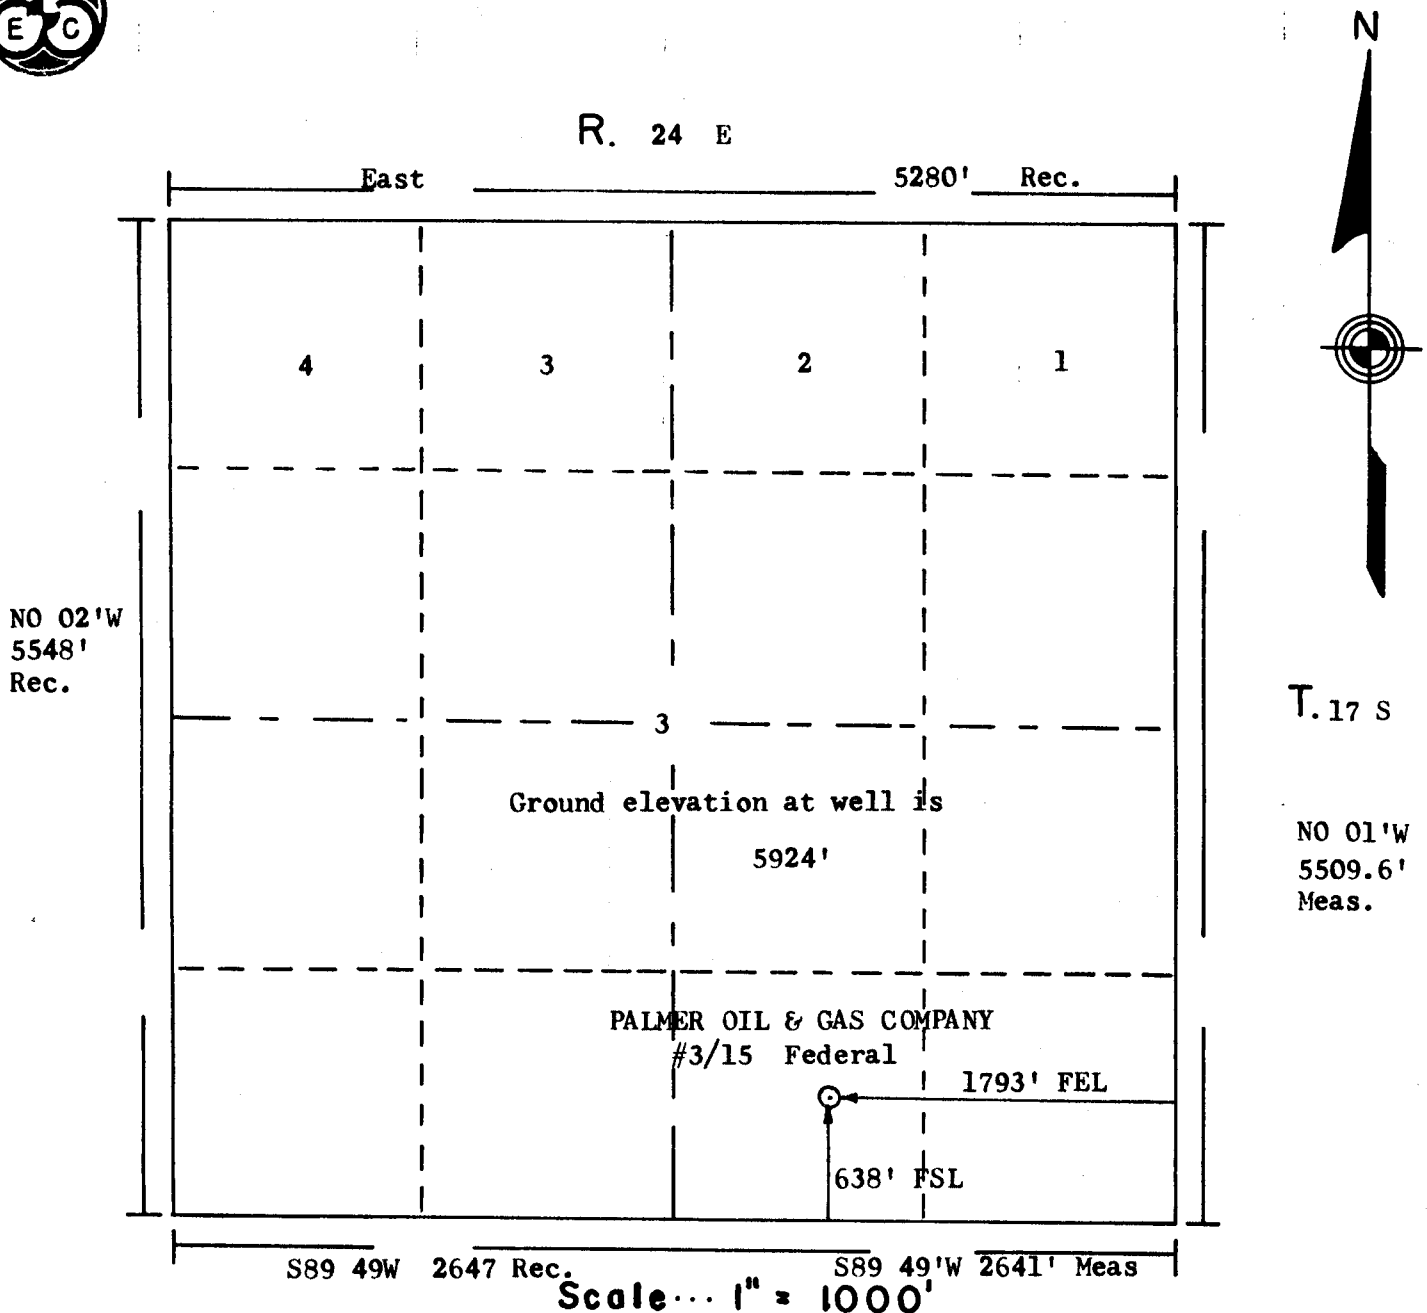 E C
N
R. 24 E
East 5280' Rec.
4 3 2 1
NO 02'W
5548'
Rec.
T. 17 S
3
Ground elevation at well is
5924'
NO 01'W
5509.6'
Meas.
PALMER OIL & GAS COMPANY
#3/15 Federal
1793' FEL
638' FSL
S89 49W 2647 Rec.
S89 49'W 2641' Meas
Scale... 1" = 1000'